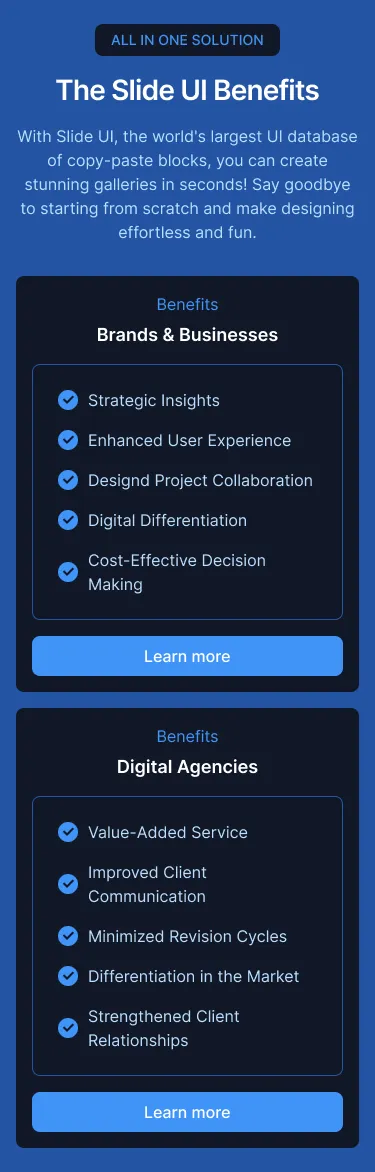 ALL IN ONE SOLUTION
The Slide UI Benefits
With Slide UI, the world's largest UI database
of copy-paste blocks, you can create
stunning galleries in seconds! Say goodbye
to starting from scratch and make designing
effortless and fun.
Benefits
Brands & Businesses
Strategic Insights
Enhanced User Experience
Designd Project Collaboration
Digital Differentiation
Cost-Effective Decision
Making
Learn more
Benefits
Digital Agencies
Value-Added Service
Improved Client
Communication
Minimized Revision Cycles
Differentiation in the Market
Strengthened Client
Relationships
Learn more